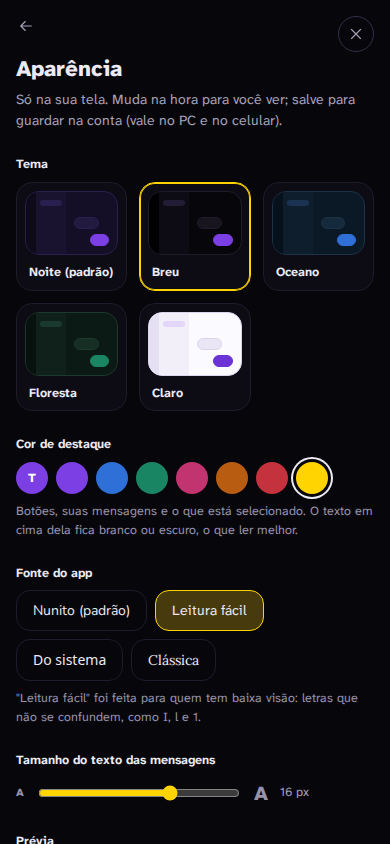 Aparência
Só na sua tela. Muda na hora para você ver; salve para
guardar na conta (vale no PC e no celular).
Tema
Noite (padrão)
Breu
Oceano
Floresta
Claro
Cor de destaque
T
Botões, suas mensagens e o que está selecionado. O texto em
cima dela fica branco ou escuro, o que ler melhor.
Fonte do app
Nunito (padrão)
Leitura fácil
Do sistema
Clássica
"Leitura fácil" foi feita para quem tem baixa visão: letras que
não se confundem, como I, l e 1.
Tamanho do texto das mensagens
A
A
16 px
Prévia